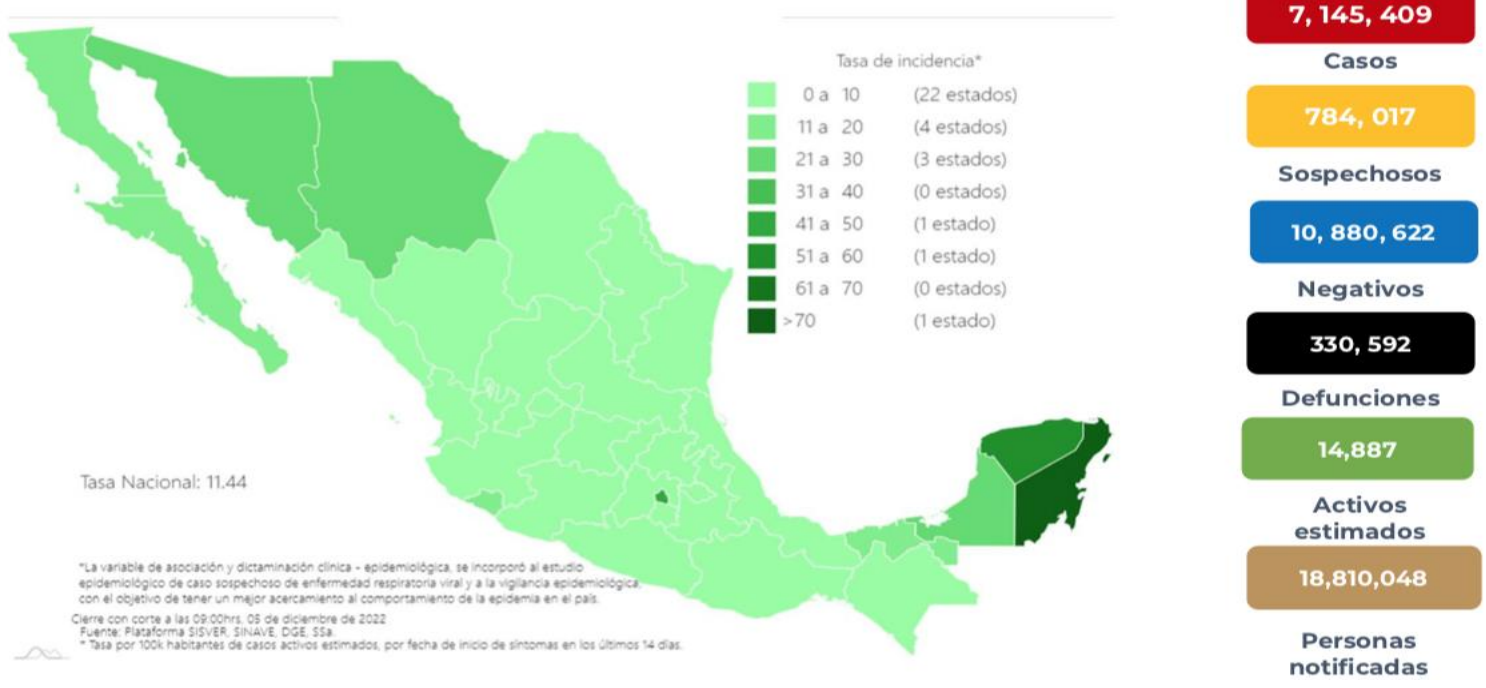 Tasa de incidencia*
0 a 10 (22 estados)
11 a 20 (4 estados)
21 a 30 (3 estados)
31 a 40 (0 estados)
41 a 50 (1 estado)
51 a 60 (1 estado)
61 a 70 (0 estados)
>70 (1 estado)
Tasa Nacional: 11.44
*La variable de asociación y dictaminación clínica - epidemiológica, se incorporó al estudio
epidemiológico de caso sospechoso de enfermedad respiratoria viral y a la vigilancia epidemiológica,
con el objetivo de tener un mejor acercamiento al comportamiento de la epidemia en el país.
Cierre con corte a las 09:00hrs, 05 de diciembre de 2022
Fuente: Plataforma SISVER, SINAVE, DGE, SSa.
* Tasa por 100k habitantes de casos activos estimados, por fecha de inicio de síntomas en los últimos 14 días.
7, 145, 409
Casos
784, 017
Sospechosos
10, 880, 622
Negativos
330, 592
Defunciones
14,887
Activos
estimados
18,810,048
Personas
notificadas